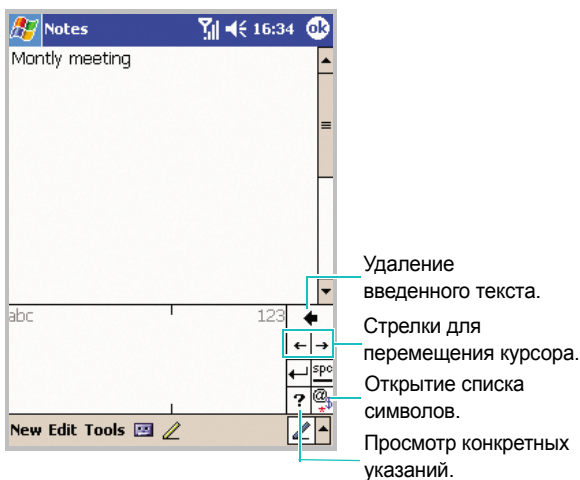 Notes 16:34 ok
Montly meeting
Удаление
введенного текста.
abc 123
Стрелки для
перемещения курсора.
spc
Открытие списка
символов.
? @ * $
New Edit Tools
Просмотр конкретных
указаний.